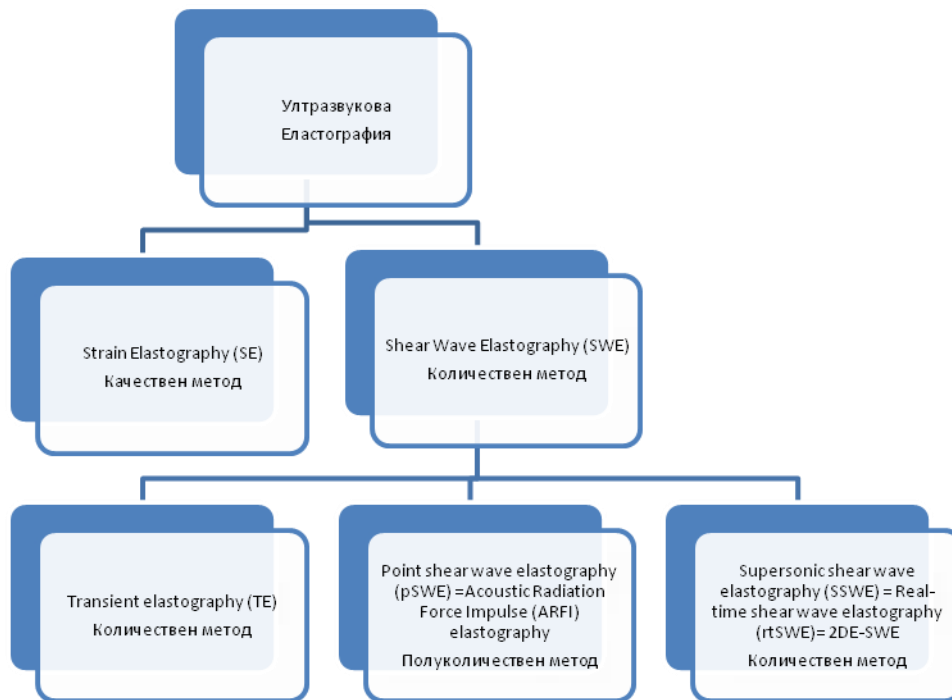 Ултразвукова
Еластография
Strain Elastography (SE)
Качествен метод
Shear Wave Elastography (SWE)
Количествен метод
Transient elastography (TE)
Количествен метод
Point shear wave elastography
(pSWE) =Acoustic Radiation
Force Impulse (ARFI)
elastography
Полуколичествен метод
Supersonic shear wave
elastography (SSWE) = Real-
time shear wave elastography
(rtSWE)= 2DE-SWE
Количествен метод